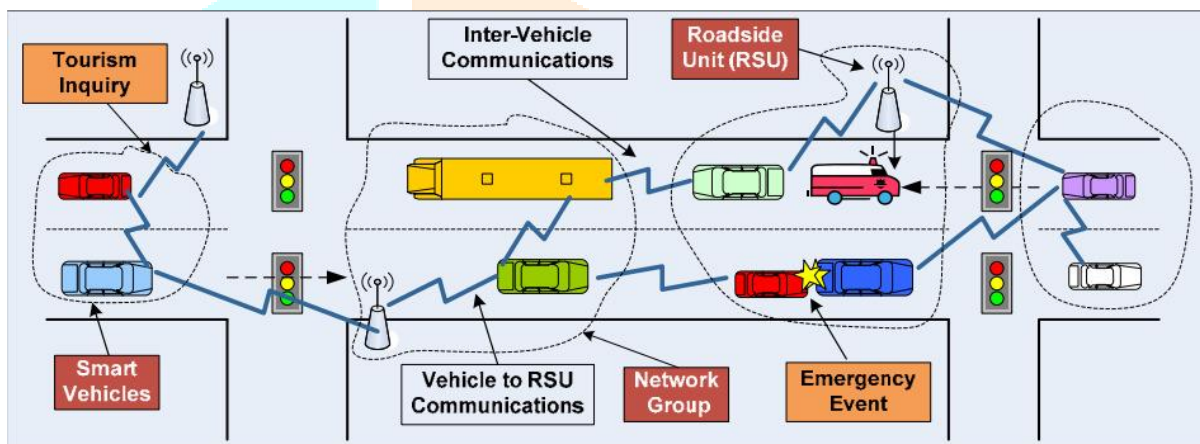 Tourism
Inquiry
Inter-Vehicle
Communications
Roadside
Unit (RSU)
Smart
Vehicles
Vehicle to RSU
Communications
Network
Group
Emergency
Event